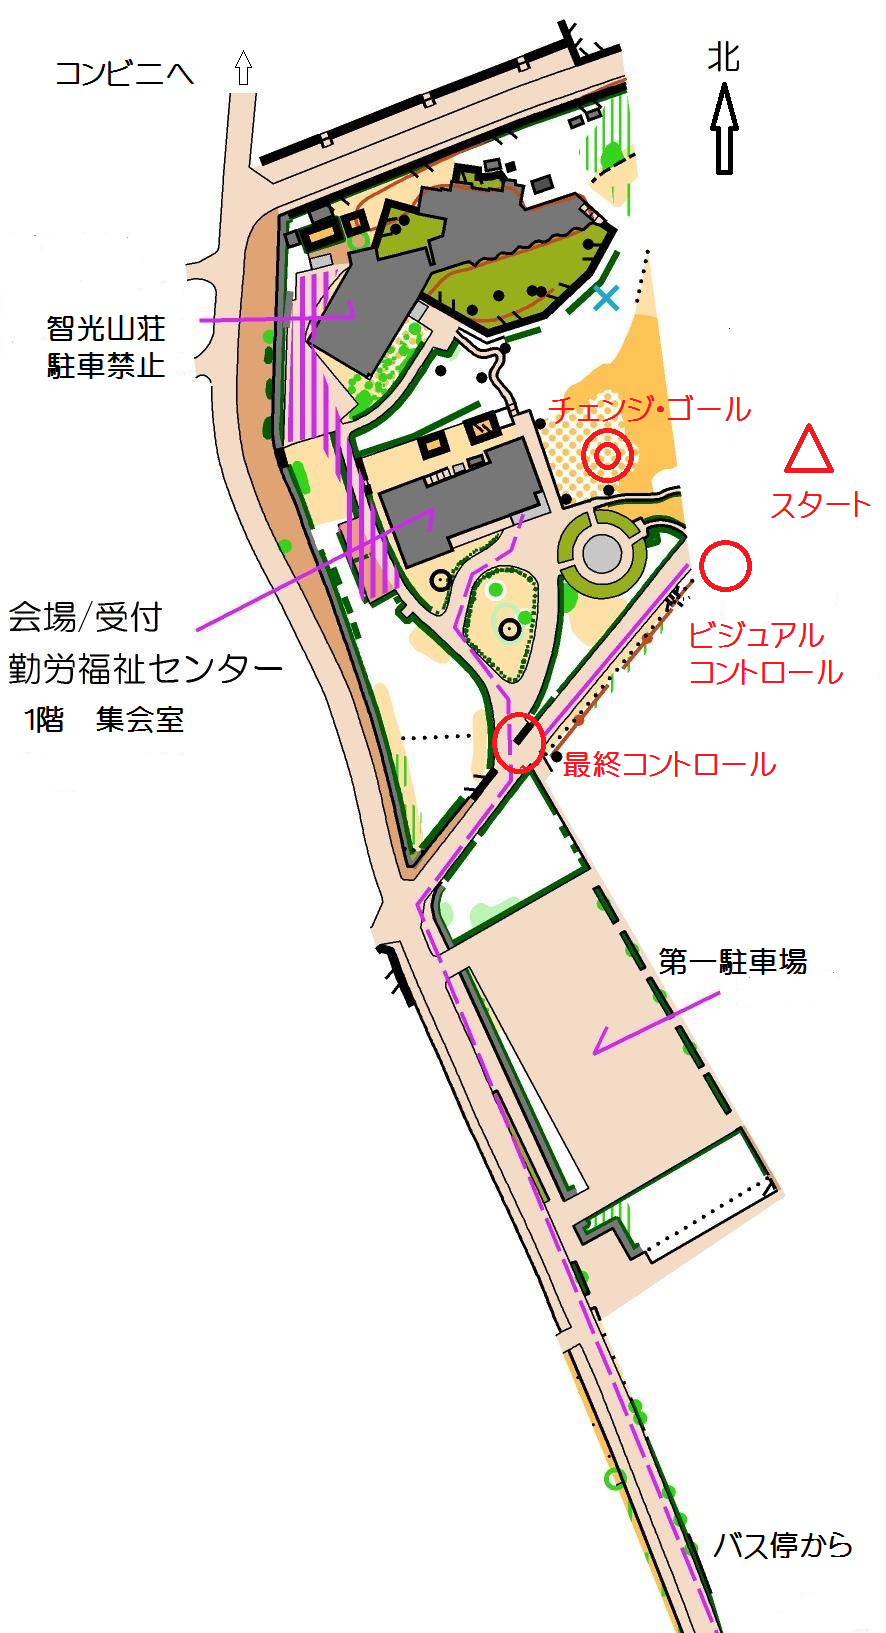 コンビニへ
北
智光山荘
駐車禁止
チェンジ・ゴール
スタート
会場/受付
勤労福祉センター
1階　集会室
ビジュアル
コントロール
最終コントロール
第一駐車場
バス停から